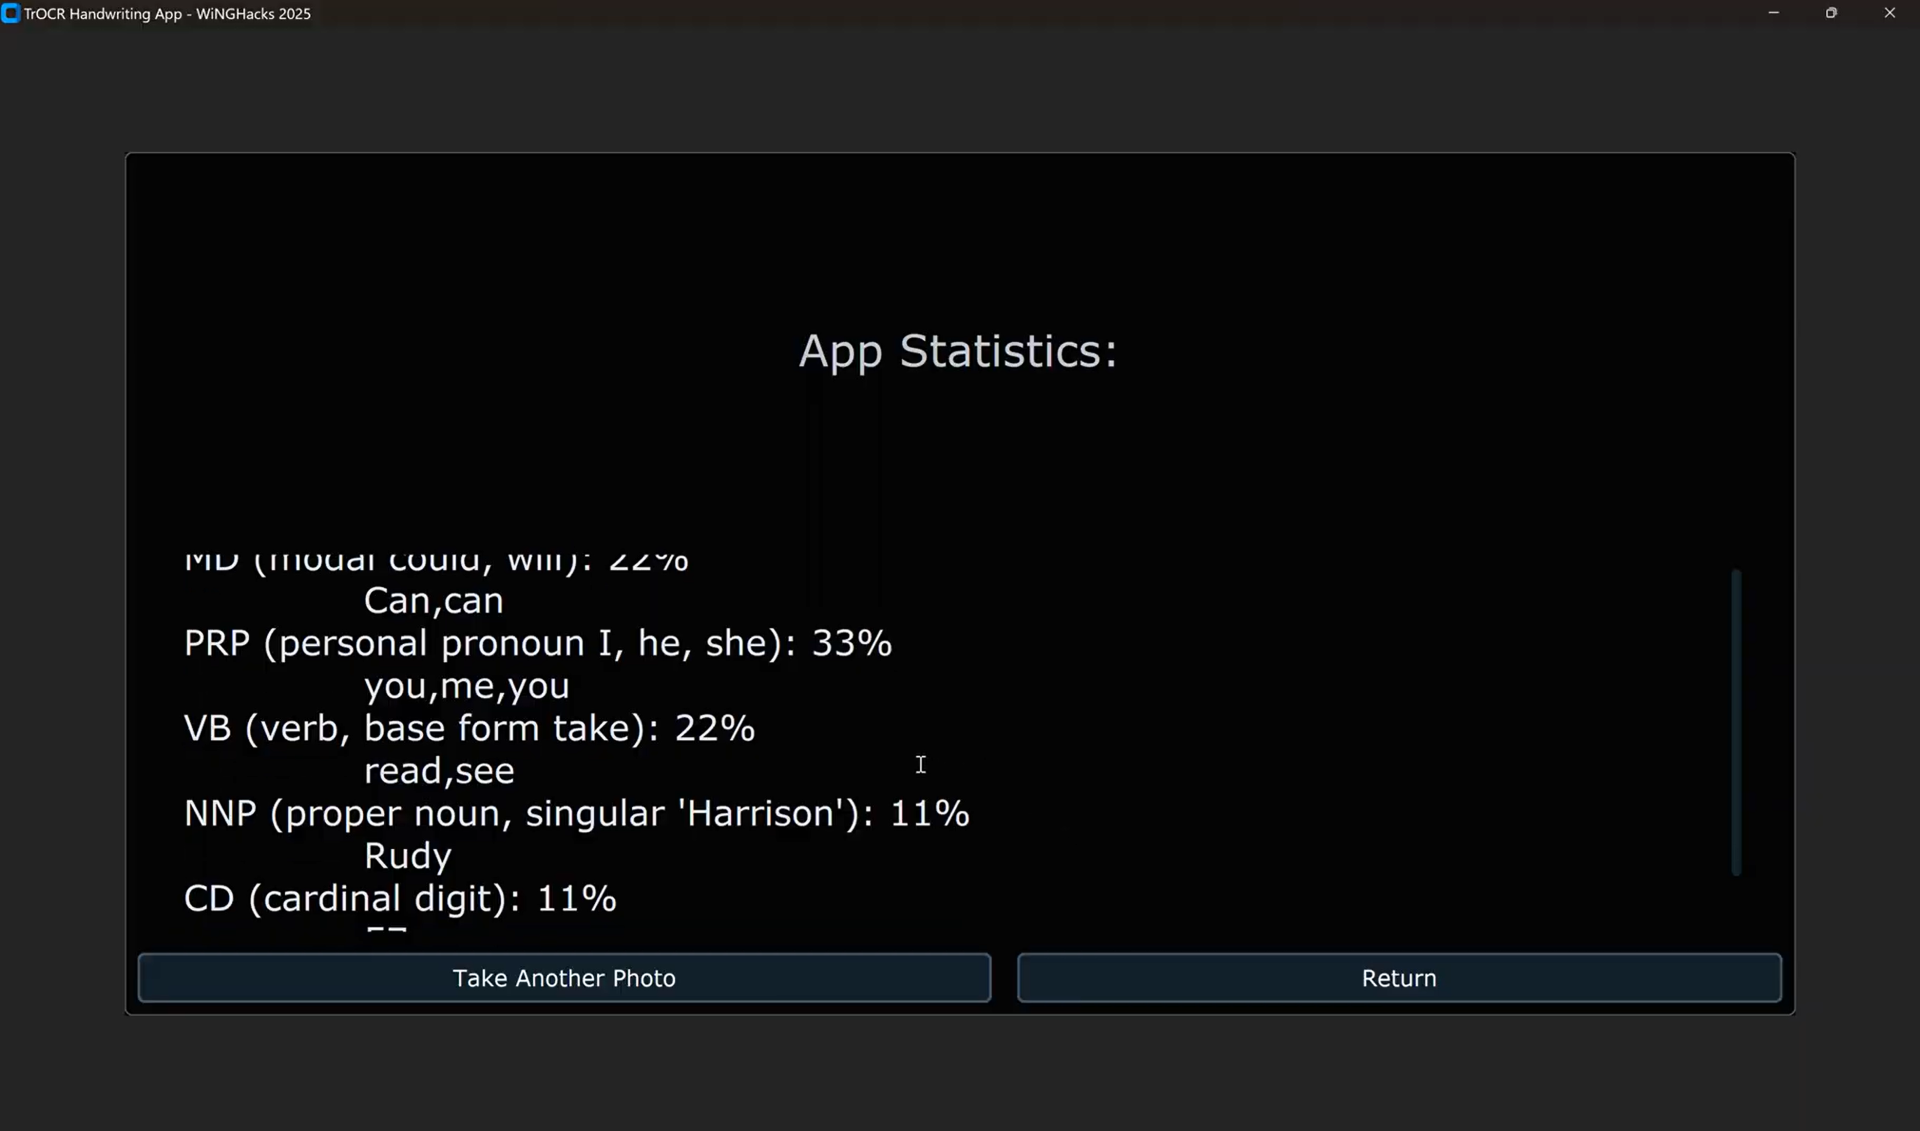 TrOCR Handwriting App - WiNGHacks 2025
App Statistics:
MD (modal could, will): 22%
Can,can
PRP (personal pronoun I, he, she): 33%
you,me,you
VB (verb, base form take): 22%
read,see
NNP (proper noun, singular 'Harrison'): 11%
Rudy
CD (cardinal digit): 11%
Take Another Photo
Return